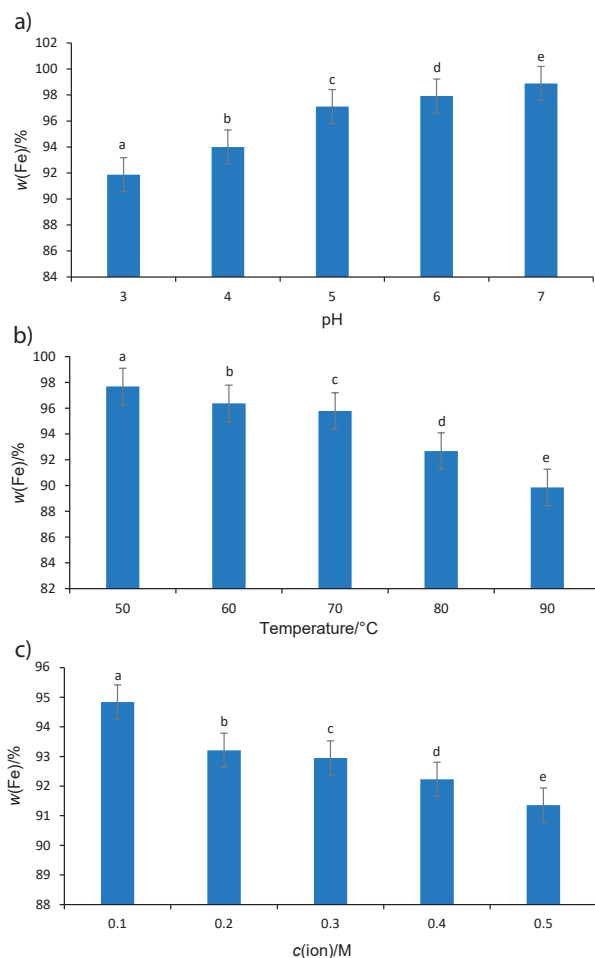 a)
w(Fe)/%
102
100
98
96
94
92
90
88
86
84
a
b
c
d
e
3 4 5 6 7
pH
b)
w(Fe)/%
100
98
96
94
92
90
88
86
84
82
a
b
c
d
e
50 60 70 80 90
Temperature/°C
c)
w(Fe)/%
96
95
94
93
92
91
90
89
88
a
b
c
d
e
0.1 0.2 0.3 0.4 0.5
c(ion)/M